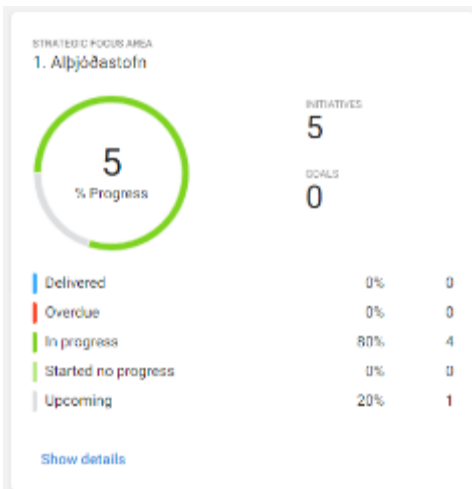 STRATEGIC FOCUS AREA
1. Alþjóðastofn
5
% Progress
INITIATIVES
5
GOALS
0
Delivered 0% 0
Overdue 0% 0
In progress 80% 4
Started no progress 0% 0
Upcoming 20% 1
Show details